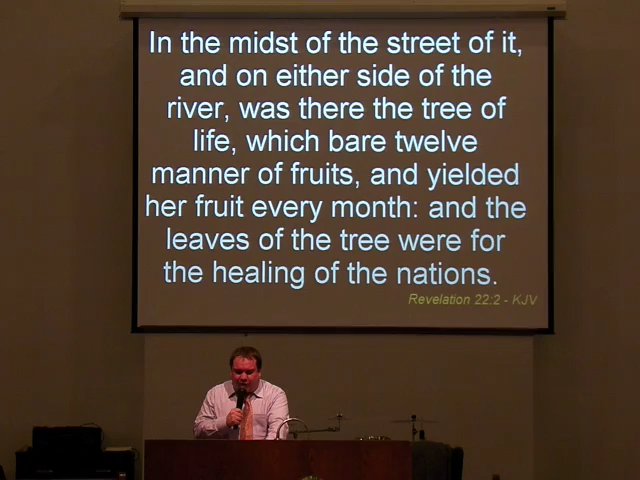 In the midst of the street of it,
and on either side of the
river, was there the tree of
life, which bare twelve
manner of fruits, and yielded
her fruit every month: and the
leaves of the tree were for
the healing of the nations.
Revelation 22:2 - KJV